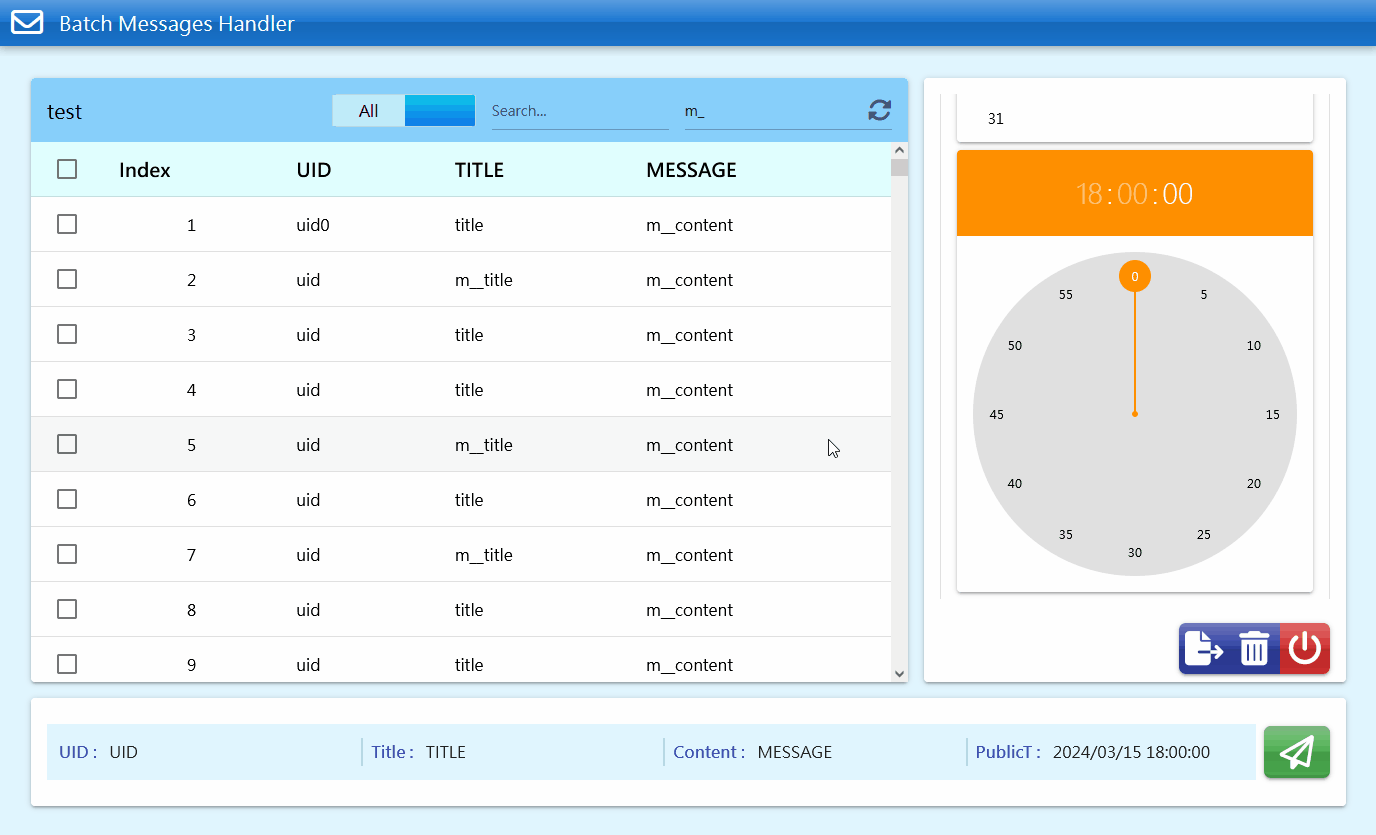 Batch Messages Handler
test
All
Search...
m_
Index UID TITLE MESSAGE
1 uid0 title m__content
2 uid m__title m__content
3 uid title m__content
4 uid title m__content
5 uid m__title m__content
6 uid title m__content
7 uid m__title m__content
8 uid title m__content
9 uid title m__content
31
18:00:00
0
5
10
15
20
25
30
35
40
45
50
55
UID : UID
Title : TITLE
Content : MESSAGE
PublicT : 2024/03/15 18:00:00